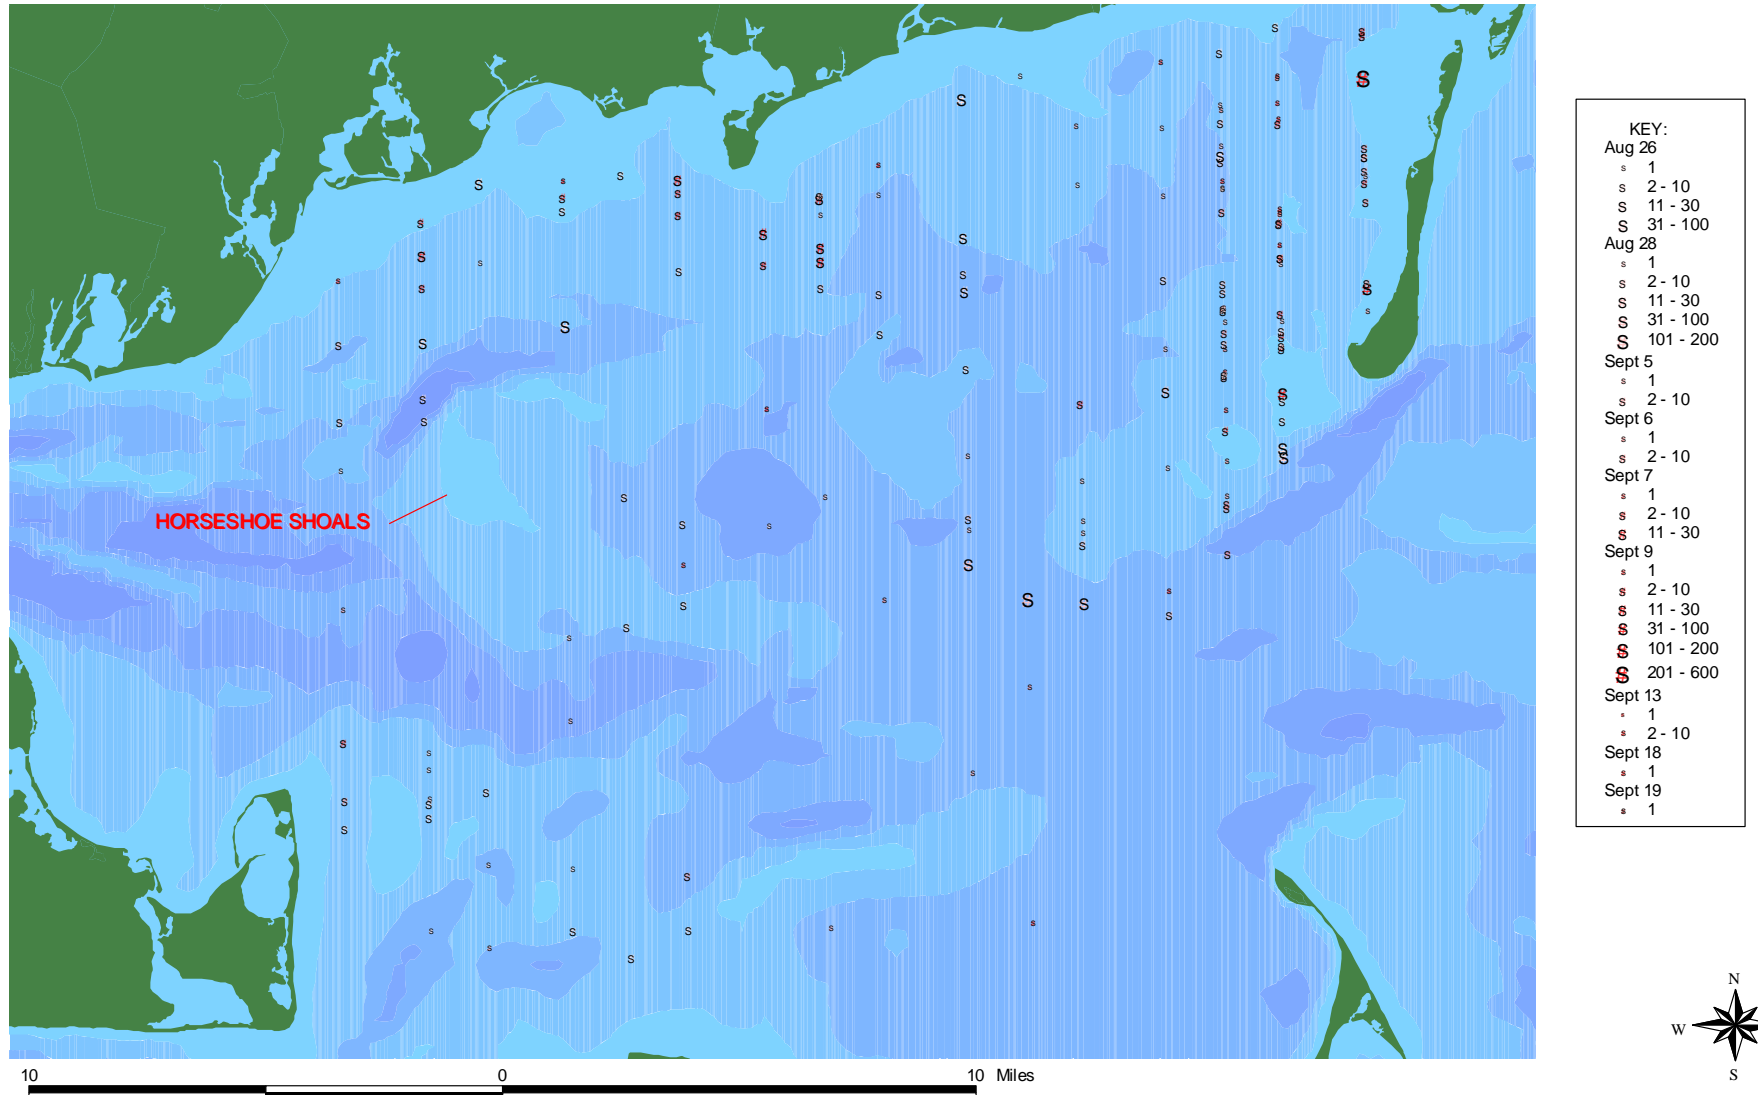 KEY:
Aug 26
s 1
s 2 - 10
s 11 - 30
s 31 - 100
Aug 28
s 1
s 2 - 10
s 11 - 30
s 31 - 100
s 101 - 200
Sept 5
s 1
s 2 - 10
Sept 6
s 1
s 2 - 10
Sept 7
s 1
s 2 - 10
s 11 - 30
Sept 9
s 1
s 2 - 10
s 11 - 30
s 31 - 100
s 101 - 200
s 201 - 600
Sept 13
s 1
s 2 - 10
Sept 18
s 1
Sept 19
s 1
HORSESHOE SHOALS
N
W
S
10 0 10 Miles